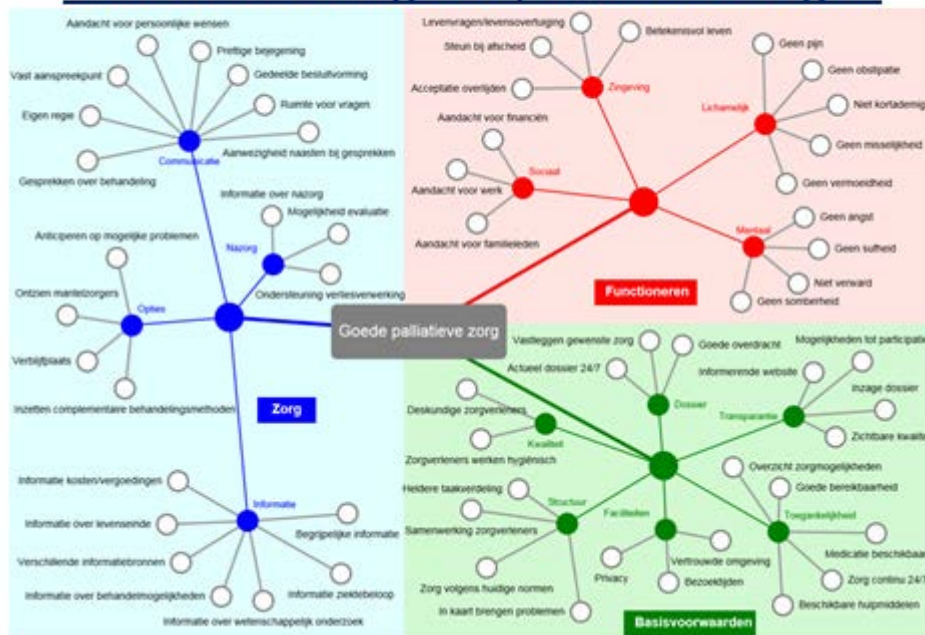 Aandacht voor persoonlijke wensen
Prettige bejegening
Vast aanspreekpunt
Gedeelde besluitvorming
Eigen regie
Ruimte voor vragen
Aanwezigheid naasten bij gesprekken
Communicatie
Gesprekken over behandeling
Informatie over nazorg
Mogelijkheid evaluatie
Nazorg
Ondersteuning verliesverwerking
Anticiperen op mogelijke problemen
Ontzien mantelzorgers
Opties
Verblijfplaats
Inzetten complementaire behandelingsmethoden
Zorg
Informatie kosten/vergoedingen
Informatie
Informatie over levenseinde
Begrijpelijke informatie
Verschillende informatiebronnen
Informatie over behandelmogelijkheden
Informatie ziektebeloop
Informatie over wetenschappelijk onderzoek
Goede palliatieve zorg
Levenvragen/levensovertuiging
Betekenisvol leven
Steun bij afscheid
Zingeving
Acceptatie overlijden
Geen pijn
Geen obstipatie
Lichamelijk
Niet kortademig
Geen misselijkheid
Geen vermoeidheid
Aandacht voor financiën
Sociaal
Aandacht voor werk
Aandacht voor familieleden
Geen angst
Mentaal
Geen sufheid
Niet verward
Geen somberheid
Functioneren
Vastleggen gewenste zorg
Goede overdracht
Actueel dossier 24/7
Dossier
Mogelijkheden tot participatie
Informerende website
Inzage dossier
Transparantie
Zichtbare kwalite
Deskundige zorgverleners
Kwaliteit
Zorgverleners werken hygiënisch
Heldere taakverdeling
Structuur
Samenwerking zorgverleners
Zorg volgens huidige normen
In kaart brengen problemen
Faciliteiten
Privacy
Vertrouwde omgeving
Bezoektijden
Overzicht zorgmogelijkheden
Goede bereikbaarheid
Toegankelijkheid
Medicatie beschikbaar
Zorg continu 24/7
Beschikbare hulpmiddelen
Basisvoorwaarden